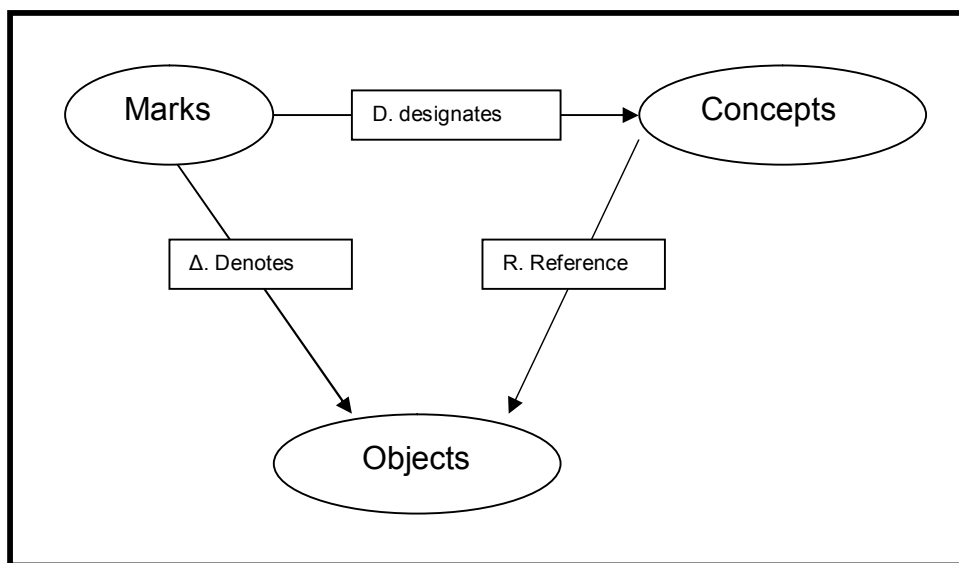 Marks
D. designates
Concepts
Δ. Denotes
R. Reference
Objects